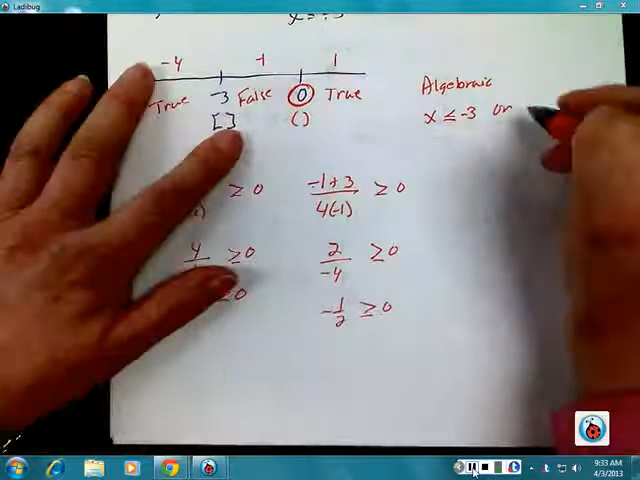 Ladibug
-4 -1 1
True -3 False 0 True
[ ] ( )
Algebraic
x ≤ -3 or
≥ 0
-1 + 3 / 4(-1) ≥ 0
4 ≥ 0
2 / -4 ≥ 0
≥ 0
-1/2 ≥ 0
9:33 AM
4/3/2013